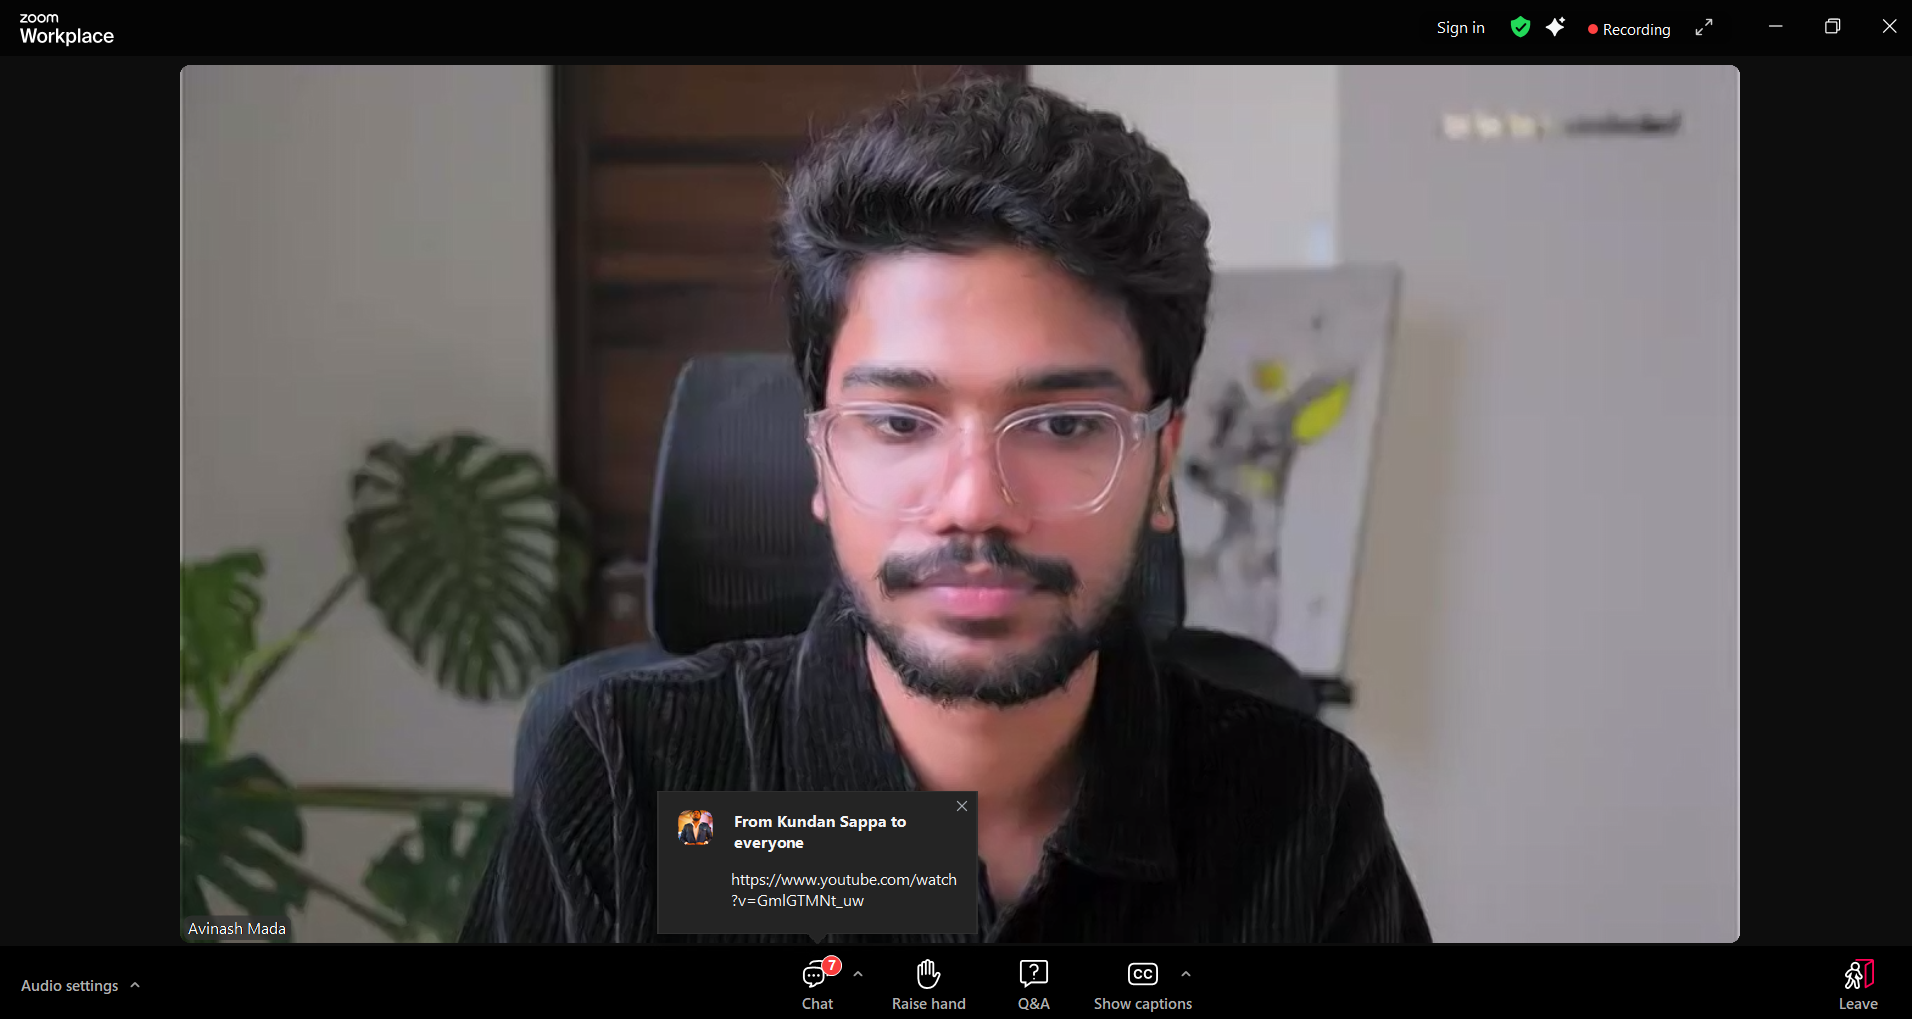 zoom
Workplace
Sign in
Recording
From Kundan Sappa to
everyone
https://www.youtube.com/watch
?v=GmlGTMNt_uw
Avinash Mada
Audio settings
7
Chat
Raise hand
Q&A
CC
Show captions
Leave